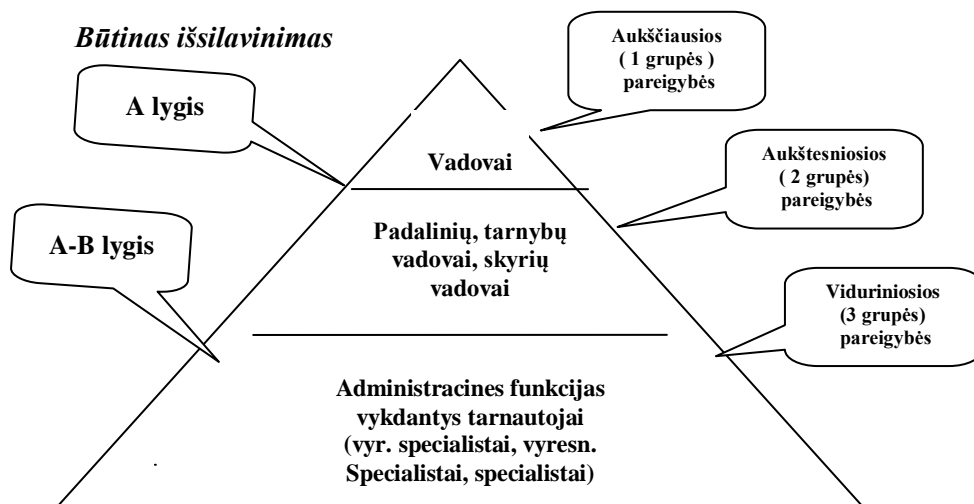 Būtinas išsilavinimas
Aukščiausios
( 1 grupės )
pareigybės
A lygis
Vadovai
Aukštesniosios
( 2 grupės)
pareigybės
A-B lygis
Padalinių, tarnybų
vadovai, skyrių
vadovai
Viduriniosios
(3 grupės)
pareigybės
Administracines funkcijas
vykdantys tarnautojai
(vyr. specialistai, vyresn.
Specialistai, specialistai)